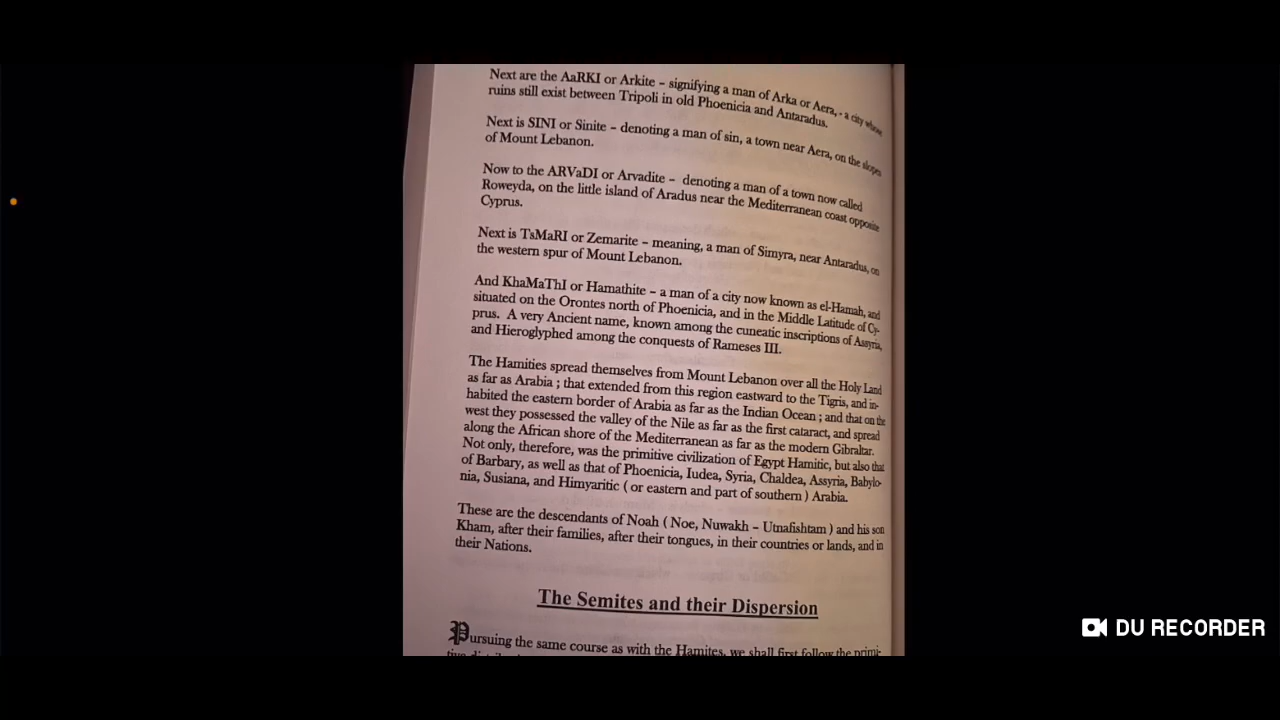 Next are the AaRKI or Arkite – signifying a man of Arka or Aera, - a city whose
ruins still exist between Tripoli in old Phoenicia and Antaradus.
Next is SINI or Sinite – denoting a man of sin, a town near Aera, on the slopes
of Mount Lebanon.
Now to the ARVaDI or Arvadite – denoting a man of a town now called
Roweyda, on the little island of Aradus near the Mediterranean coast opposite
Cyprus.
Next is TsMaRI or Zemarite – meaning, a man of Simyra, near Antaradus, on
the western spur of Mount Lebanon.
And KhaMaThI or Hamathite – a man of a city now known as el-Hamah, and
situated on the Orontes north of Phoenicia, and in the Middle Latitude of Cy-
prus. A very Ancient name, known among the cuneatic inscriptions of Assyria,
and Hieroglyphed among the conquests of Rameses III.
The Hamities spread themselves from Mount Lebanon over all the Holy Land
as far as Arabia ; that extended from this region eastward to the Tigris, and in-
habited the eastern border of Arabia as far as the Indian Ocean ; and that on the
west they possessed the valley of the Nile as far as the first cataract, and spread
along the African shore of the Mediterranean as far as the modern Gibraltar.
Not only, therefore, was the primitive civilization of Egypt Hamitic, but also that
of Barbary, as well as that of Phoenicia, Iudea, Syria, Chaldea, Assyria, Babylo-
nia, Susiana, and Himyaritic ( or eastern and part of southern ) Arabia.
These are the descendants of Noah ( Noe, Nuwakh – Utnafishtam ) and his son
Kham, after their families, after their tongues, in their countries or lands, and in
their Nations.
The Semites and their Dispersion
Pursuing the same course as with the Hamites, we shall first follow the primi-
DU RECORDER